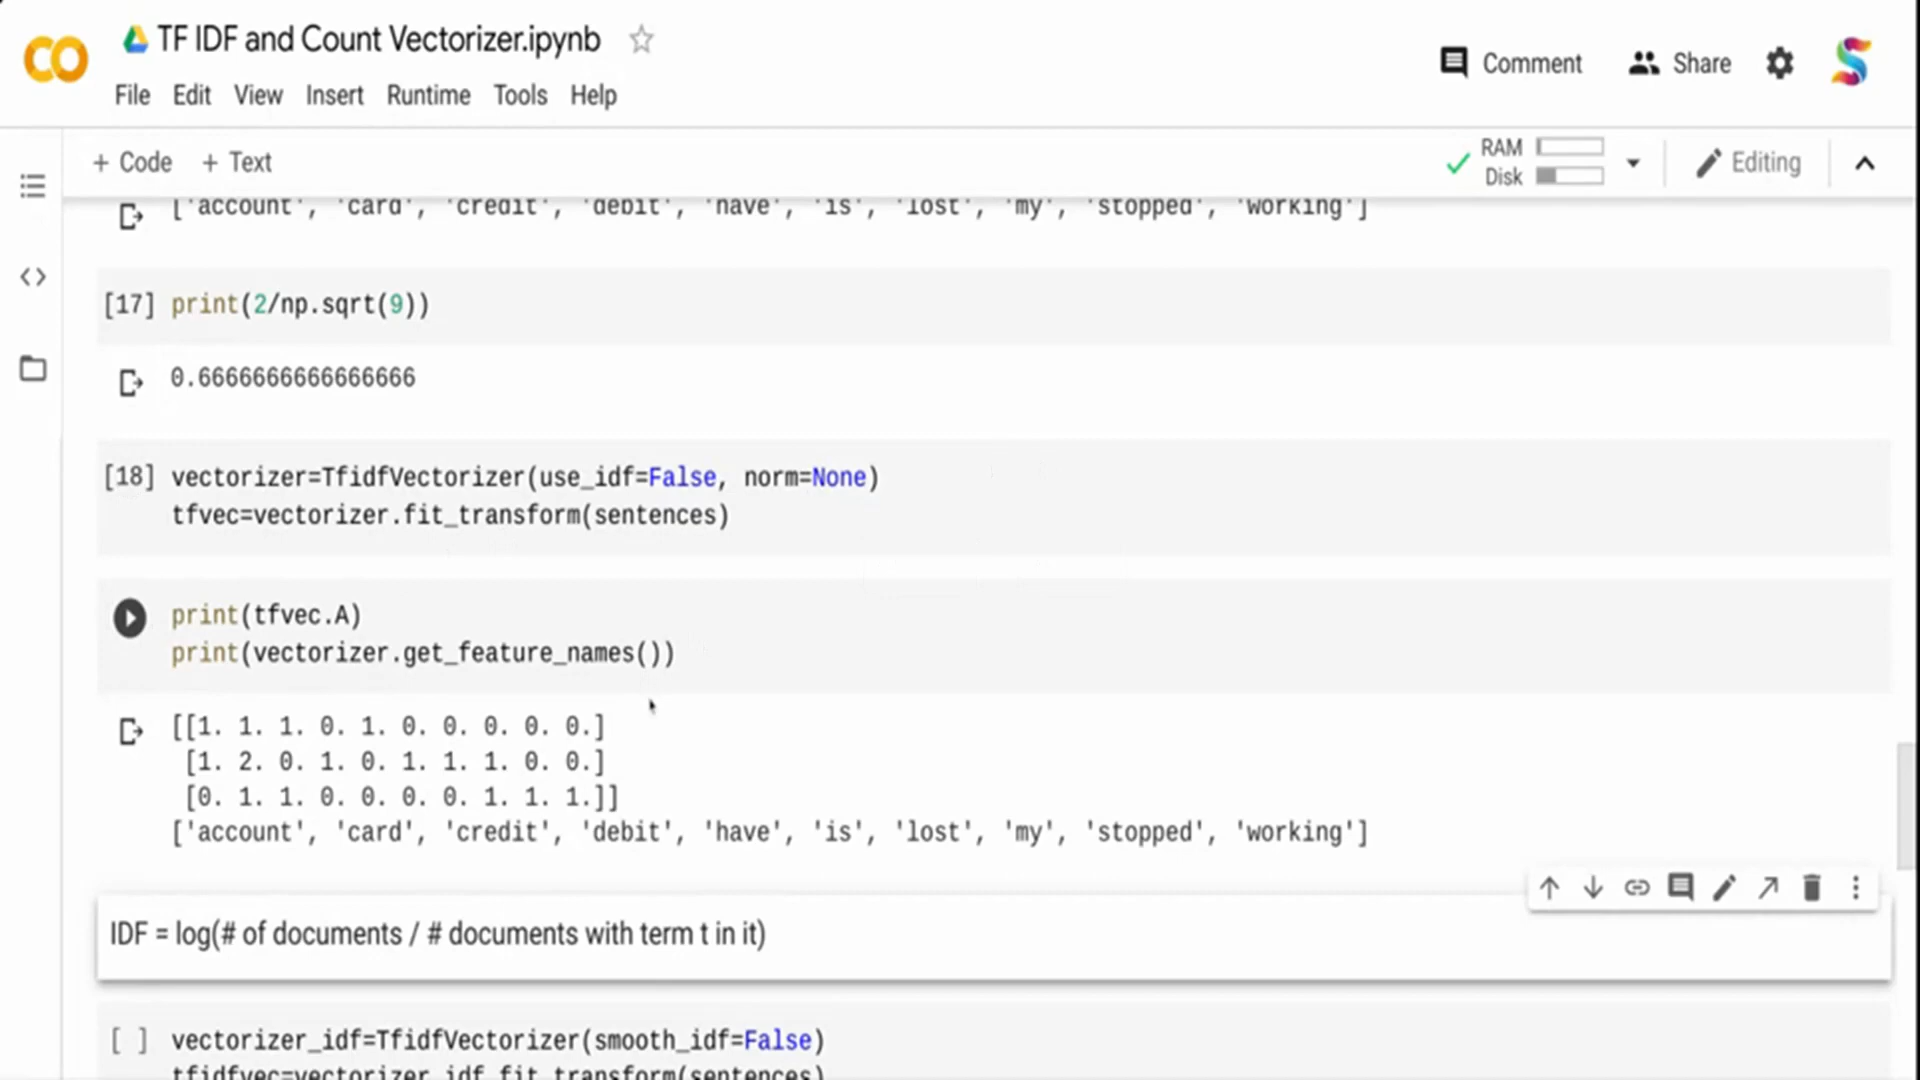 TF IDF and Count Vectorizer.ipynb
File Edit View Insert Runtime Tools Help
Comment Share
+ Code + Text
RAM
Disk
Editing
['account', 'card', 'credit', 'debit', 'have', 'is', 'lost', 'my', 'stopped', 'working']
[17] print(2/np.sqrt(9))
0.6666666666666666
[18] vectorizer=TfidfVectorizer(use_idf=False, norm=None)
tfvec=vectorizer.fit_transform(sentences)
print(tfvec.A)
print(vectorizer.get_feature_names())
[[1. 1. 1. 0. 1. 0. 0. 0. 0. 0.]
[1. 2. 0. 1. 0. 1. 1. 1. 0. 0.]
[0. 1. 1. 0. 0. 0. 0. 1. 1. 1.]]
['account', 'card', 'credit', 'debit', 'have', 'is', 'lost', 'my', 'stopped', 'working']
IDF = log(# of documents / # documents with term t in it)
[ ] vectorizer_idf=TfidfVectorizer(smooth_idf=False)
tfidfvec=vectorizer_idf.fit_transform(sentences)